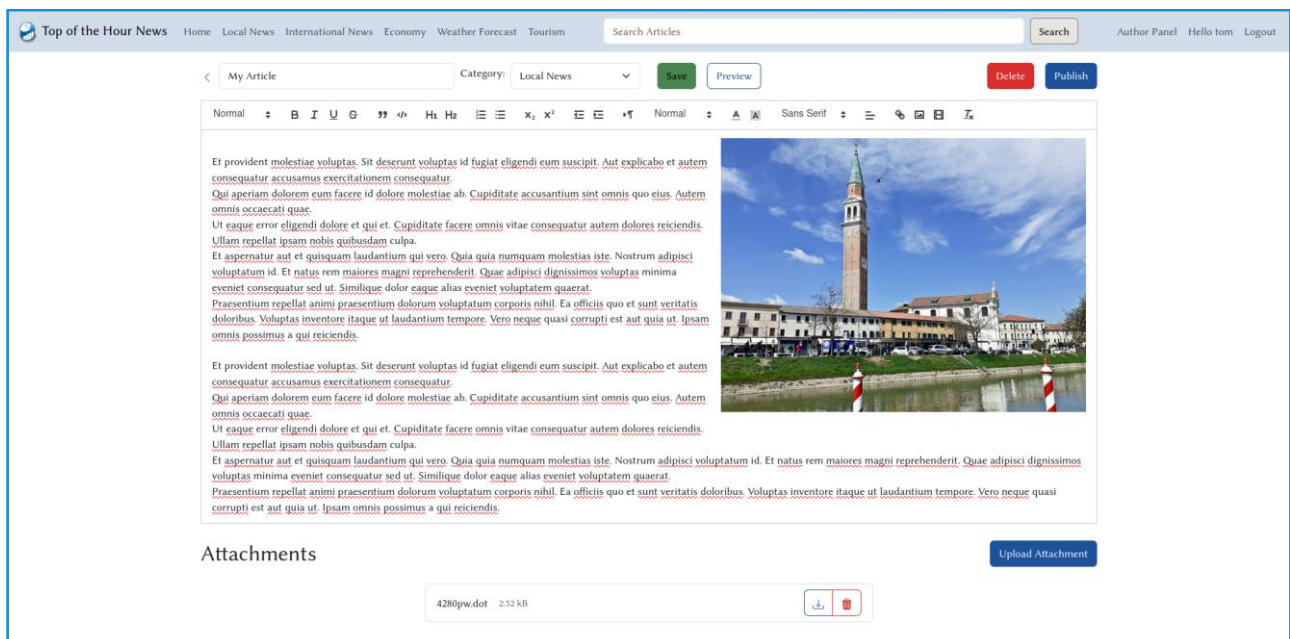 Top of the Hour News Home Local News International News Economy Weather Forecast Tourism Search Articles Search Author Panel Hello tom Logout
My Article Category: Local News Save Preview Delete Publish
Normal B I U S H1 H2 X2 X2 Normal A A Sans Serif Tx
Et provident molestiae voluptas. Sit deserunt voluptas id fugiat eligendi eum suscipit. Aut explicabo et autem
consequatur accusamus exercitationem consequatur.
Qui aperiam dolorem eum facere id dolore molestiae ab. Cupiditate accusantium sint omnis quo eius. Autem
omnis occaecati quae.
Ut eaque error eligendi dolore et qui et. Cupiditate facere omnis vitae consequatur autem dolores reiciendis.
Ullam repellat ipsam nobis quibusdam culpa.
Et aspernatur aut et quisquam laudantium qui vero. Quia quia numquam molestias iste. Nostrum adipisci
voluptatum id. Et natus rem maiores magni reprehenderit. Quae adipisci dignissimos voluptas minima
eveniet consequatur sed ut. Similique dolor eaque alias eveniet voluptatem quaerat.
Praesentium repellat animi praesentium dolorum voluptatum corporis nihil. Ea officiis quo et sunt veritatis
doloribus. Voluptas inventore itaque ut laudantium tempore. Vero neque quasi corrupti est aut quia ut. Ipsam
omnis possimus a qui reiciendis.
Et provident molestiae voluptas. Sit deserunt voluptas id fugiat eligendi eum suscipit. Aut explicabo et autem
consequatur accusamus exercitationem consequatur.
Qui aperiam dolorem eum facere id dolore molestiae ab. Cupiditate accusantium sint omnis quo eius. Autem
omnis occaecati quae.
Ut eaque error eligendi dolore et qui et. Cupiditate facere omnis vitae consequatur autem dolores reiciendis.
Ullam repellat ipsam nobis quibusdam culpa.
Et aspernatur aut et quisquam laudantium qui vero. Quia quia numquam molestias iste. Nostrum adipisci voluptatum id. Et natus rem maiores magni reprehenderit. Quae adipisci dignissimos
voluptas minima eveniet consequatur sed ut. Similique dolor eaque alias eveniet voluptatem quaerat.
Praesentium repellat animi praesentium dolorum voluptatum corporis nihil. Ea officiis quo et sunt veritatis doloribus. Voluptas inventore itaque ut laudantium tempore. Vero neque quasi
corrupti est aut quia ut. Ipsam omnis possimus a qui reiciendis.
Attachments Upload Attachment
4280pw.dot 2.52 kB